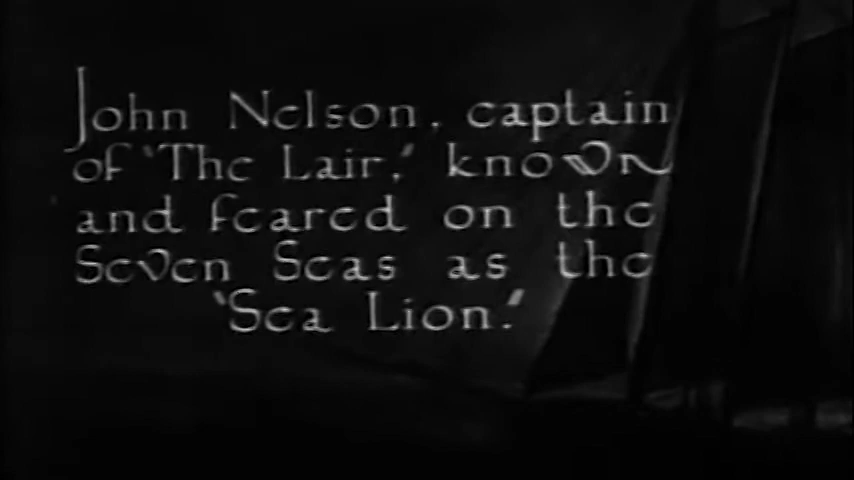 John Nelson, captain
of 'The Lair,' known
and feared on the
Seven Seas as the
'Sea Lion.'